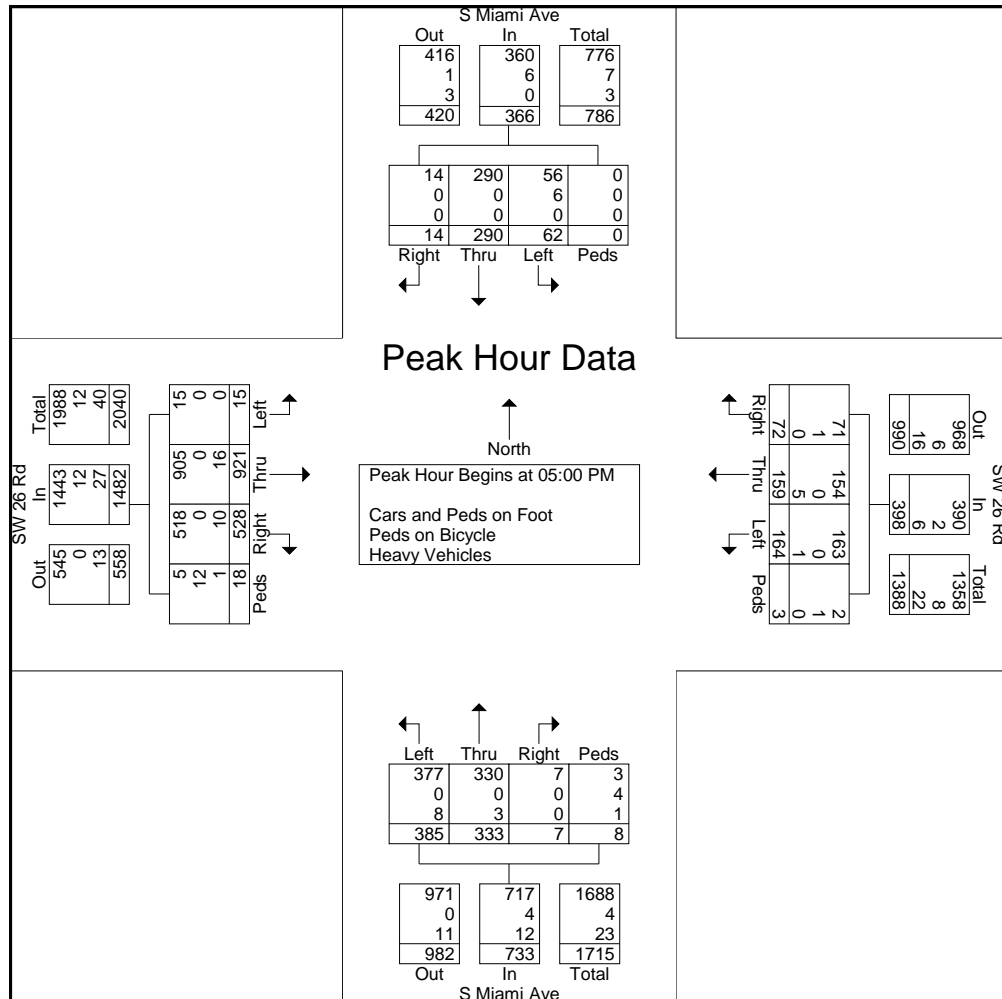 S Miami Ave
Out In Total
416 360 776
1 6 7
3 0 3
420 366 786
14 290 56 0
0 0 6 0
0 0 0 0
14 290 62 0
Right Thru Left Peds
Peak Hour Data
SW 26 Rd
Total In Out
1988 1443 545
12 12 0
40 27 13
2040 1482 558
15 905 518 5
0 0 0 12
0 16 10 1
15 921 528 18
Left Thru Right Peds
North
Peak Hour Begins at 05:00 PM
Cars and Peds on Foot
Peds on Bicycle
Heavy Vehicles
Right Thru Left Peds
72 159 164 3
0 5 1 0
1 0 0 1
71 154 163 2
SW 26 Rd
Out In Total
968 390 1358
6 2 8
16 6 22
990 398 1388
Left Thru Right Peds
377 330 7 3
0 0 0 4
8 3 0 1
385 333 7 8
971 717 1688
0 4 4
11 12 23
982 733 1715
Out In Total
S Miami Ave